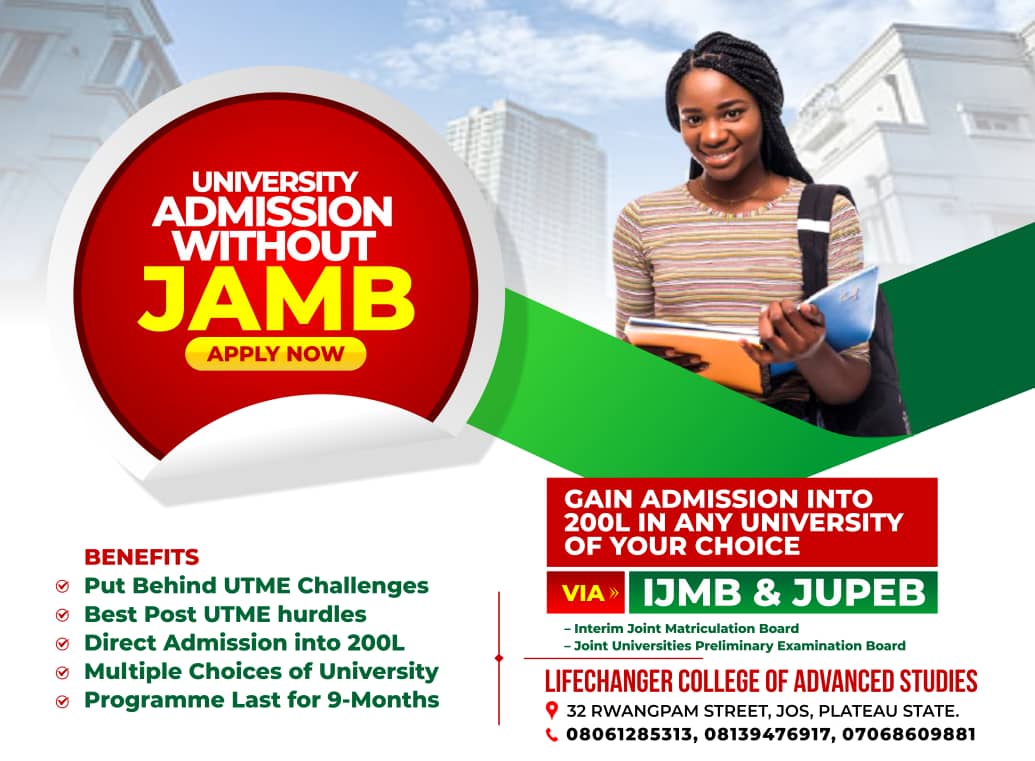 UNIVERSITY
ADMISSION
WITHOUT
JAMB
APPLY NOW
GAIN ADMISSION INTO
200L IN ANY UNIVERSITY
OF YOUR CHOICE
VIA » IJMB & JUPEB
– Interim Joint Matriculation Board
– Joint Universities Preliminary Examination Board
BENEFITS
Put Behind UTME Challenges
Best Post UTME hurdles
Direct Admission into 200L
Multiple Choices of University
Programme Last for 9-Months
LIFECHANGER COLLEGE OF ADVANCED STUDIES
32 RWANGPAM STREET, JOS, PLATEAU STATE.
08061285313, 08139476917, 07068609881